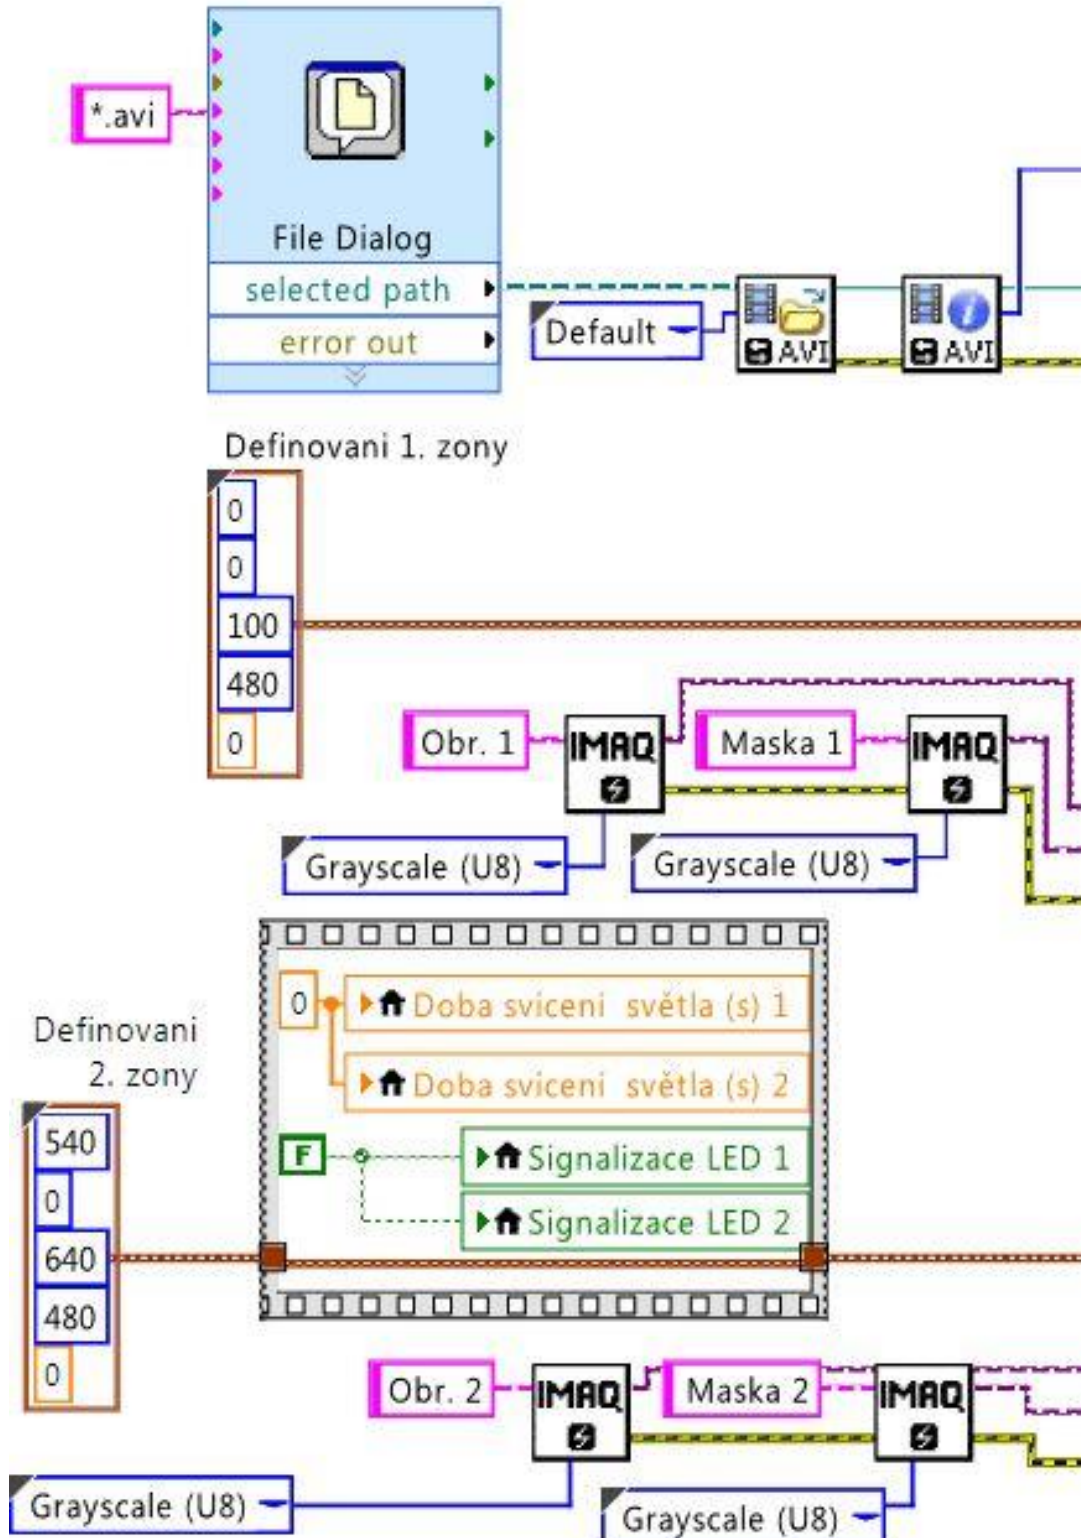 *.avi
File Dialog
selected path
error out
Default
AVI
AVI
Definovani 1. zony
0
0
100
480
0
Obr. 1
IMAQ
Maska 1
IMAQ
Grayscale (U8)
Grayscale (U8)
0
Doba svicení světla (s) 1
Doba svicení světla (s) 2
F
Signalizace LED 1
Signalizace LED 2
Definovani
2. zony
540
0
640
480
0
Obr. 2
IMAQ
Maska 2
IMAQ
Grayscale (U8)
Grayscale (U8)